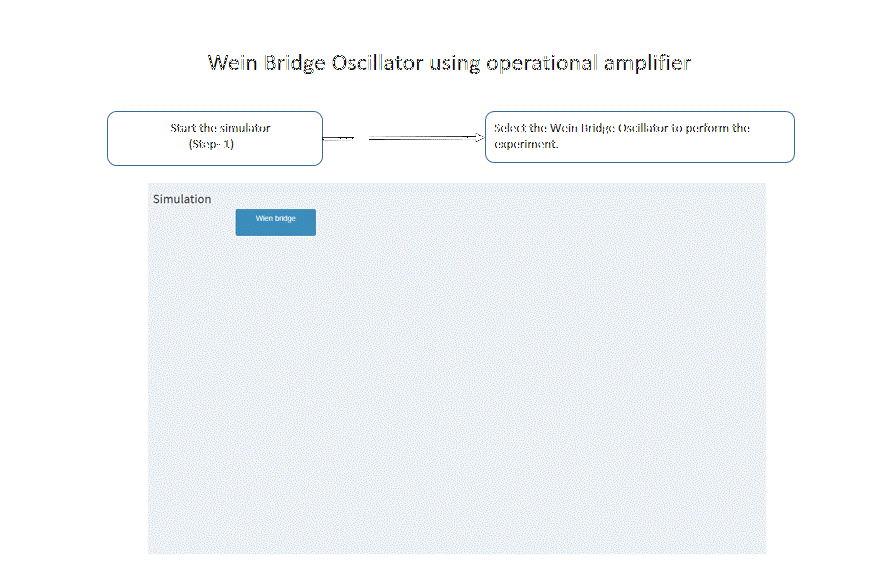 Wein Bridge Oscillator using operational amplifier
Start the simulator
(Step- 1)
Select the Wein Bridge Oscillator to perform the
experiment.
Simulation
Wien bridge